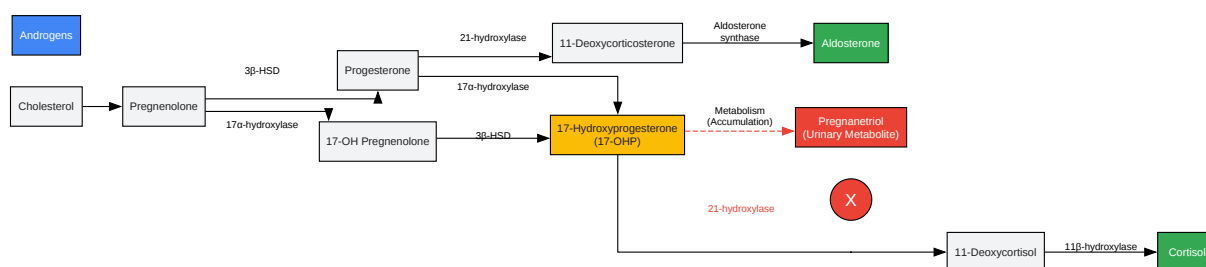 Androgens
21-hydroxylase
11-Deoxycorticosterone
Aldosterone
synthase
Aldosterone
3β-HSD
Progesterone
Cholesterol
Pregnenolone
17α-hydroxylase
17α-hydroxylase
17-OH Pregnenolone
3β-HSD
17-Hydroxyprogesterone
(17-OHP)
Metabolism
(Accumulation)
Pregnanetriol
(Urinary Metabolite)
X
21-hydroxylase
11-Deoxycortisol
11β-hydroxylase
Cortisol